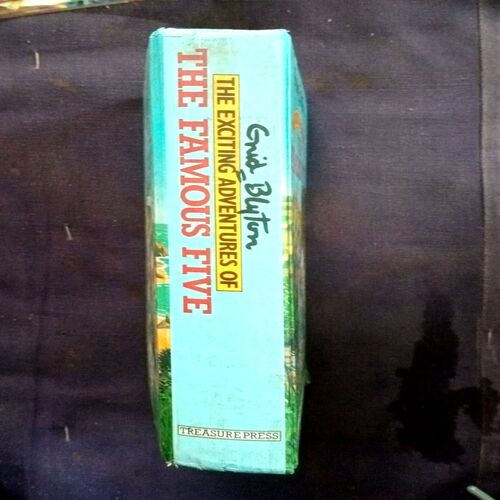 Enid Blyton
THE EXCITING ADVENTURES OF
THE FAMOUS FIVE
TREASURE PRESS